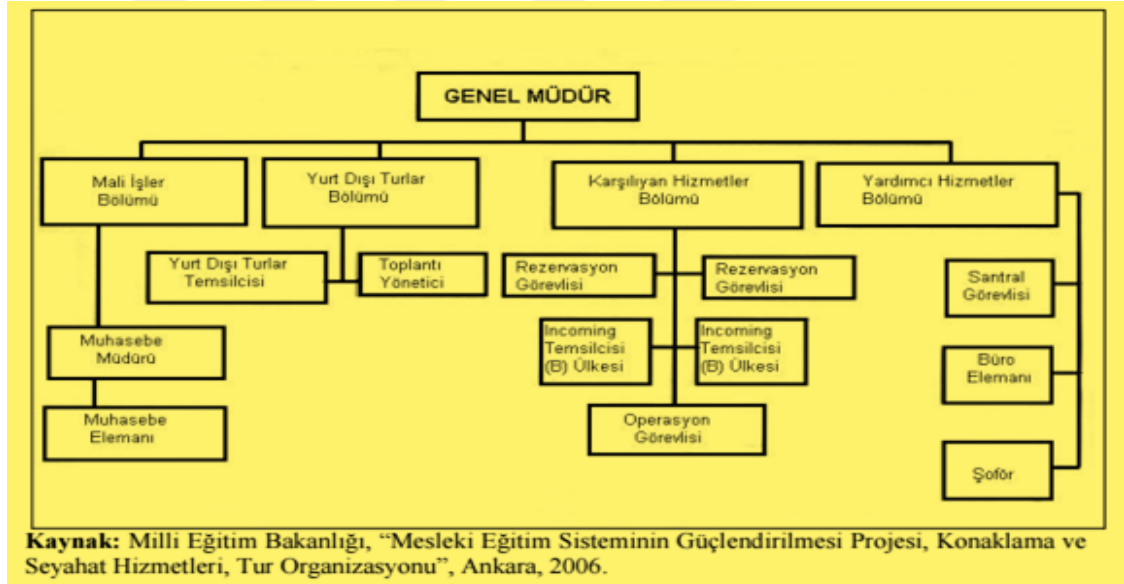 GENEL MÜDÜR
Mali İşler
Bölümü
Yurt Dışı Turlar
Bölümü
Karşılıyan Hizmetler
Bölümü
Yardımcı Hizmetler
Bölümü
Yurt Dışı Turlar
Temsilcisi
Toplantı
Yönetici
Rezervasyon
Görevlisi
Rezervasyon
Görevlisi
Santral
Görevlisi
Muhasebe
Müdürü
Incoming
Temsilcisi
(B) Ülkesi
Incoming
Temsilcisi
(B) Ülkesi
Büro
Elemanı
Muhasebe
Elemanı
Operasyon
Görevlisi
Şoför
Kaynak: Milli Eğitim Bakanlığı, “Mesleki Eğitim Sisteminin Güçlendirilmesi Projesi, Konaklama ve
Seyahat Hizmetleri, Tur Organizasyonu”, Ankara, 2006.